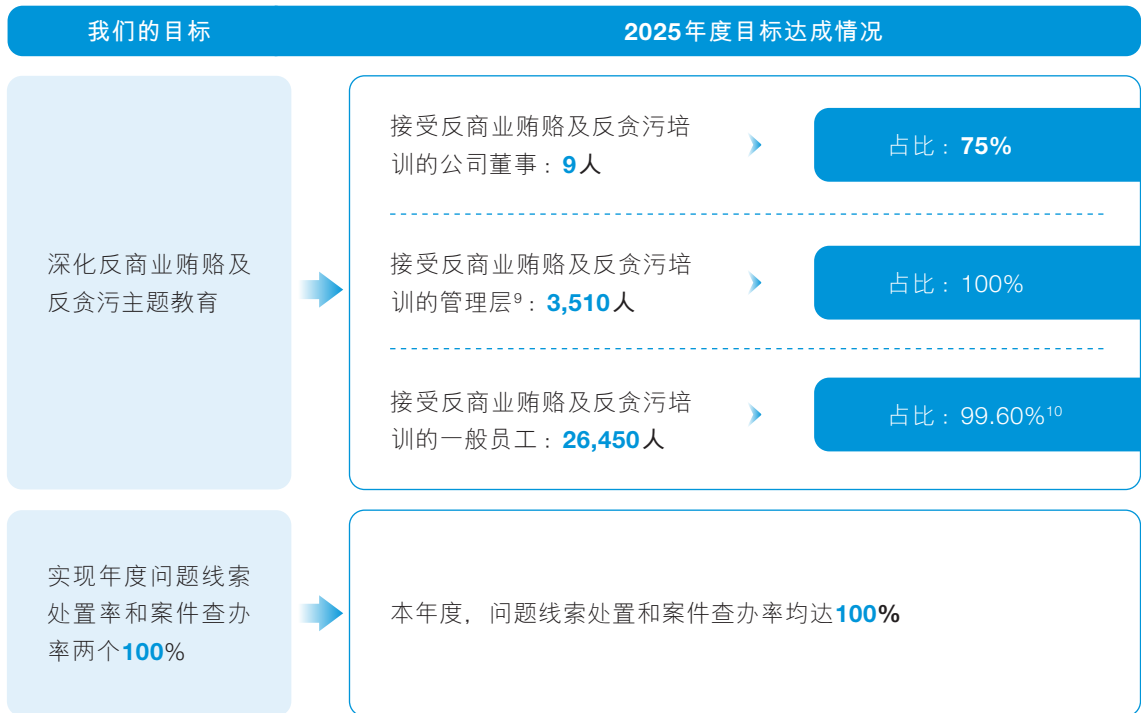 我们的目标
2025年度目标达成情况
深化反商业贿赂及
反贪污主题教育
接受反商业贿赂及反贪污培
训的公司董事：9人
占比：75%
接受反商业贿赂及反贪污培
训的管理层⁹：3,510人
占比：100%
接受反商业贿赂及反贪污培
训的一般员工：26,450人
占比：99.60%¹⁰
实现年度问题线索
处置率和案件查办
率两个100%
本年度，问题线索处置和案件查办率均达100%